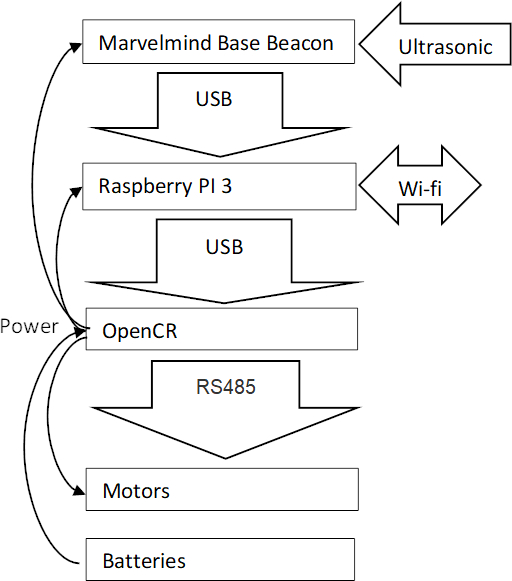 Marvelmind Base Beacon
Ultrasonic
USB
Raspberry PI 3
Wi-fi
USB
Power
OpenCR
RS485
Motors
Batteries